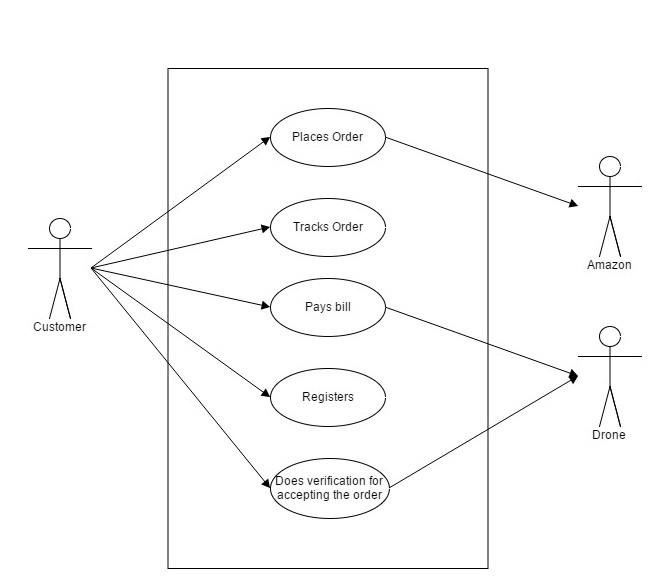 Places Order
Tracks Order
Amazon
Pays bill
Customer
Registers
Drone
Does verification for
accepting the order